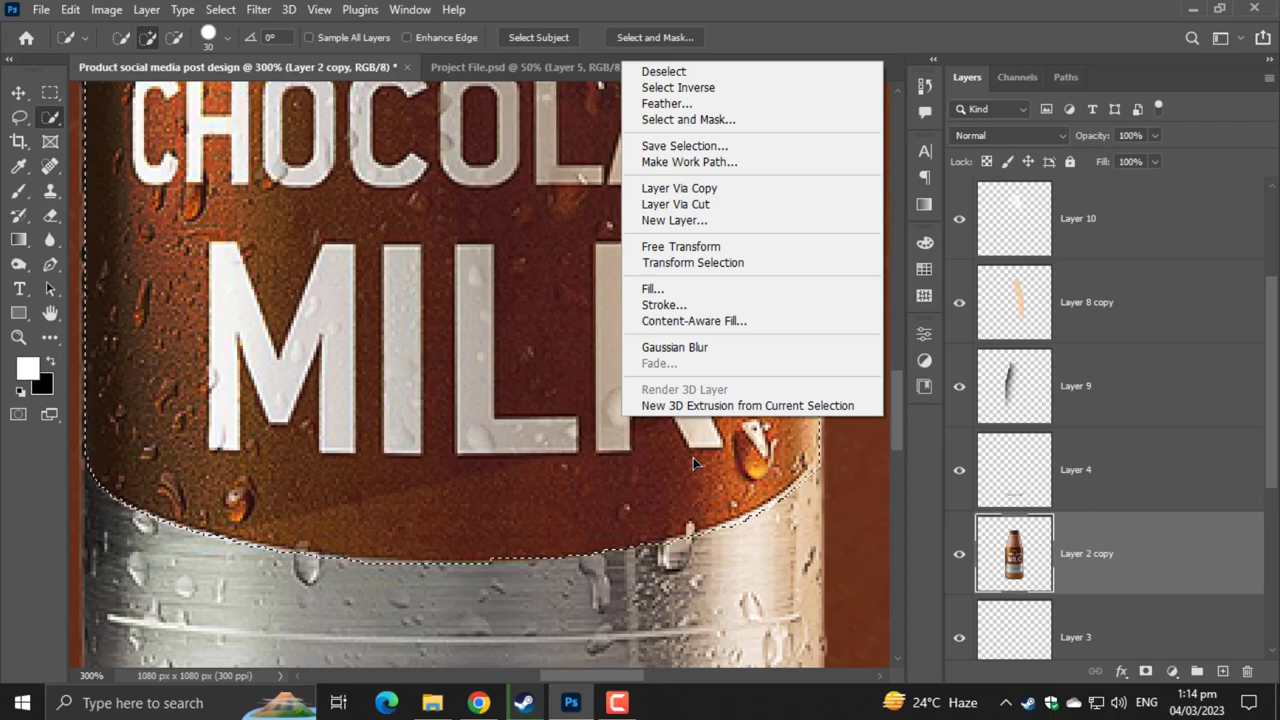 Ps File Edit Image Layer Type Select Filter 3D View Plugins Window Help
30 0° Sample All Layers Enhance Edge Select Subject Select and Mask...
Product social media post design @ 300% (Layer 2 copy, RGB/8) * × Project File.psd @ 50% (Layer 5, RGB/8)
Deselect
Select Inverse
Feather...
Select and Mask...
Save Selection...
Make Work Path...
Layer Via Copy
Layer Via Cut
New Layer...
Free Transform
Transform Selection
Fill...
Stroke...
Content-Aware Fill...
Gaussian Blur
Fade...
Render 3D Layer
New 3D Extrusion from Current Selection
CHOCOLA
MILK
Layers Channels Paths
Kind
Normal Opacity: 100%
Lock: Fill: 100%
Layer 10
Layer 8 copy
Layer 9
Layer 4
Layer 2 copy
Layer 3
300% 1080 px x 1080 px (300 ppi)
Type here to search
24°C Haze
1:14 pm
04/03/2023